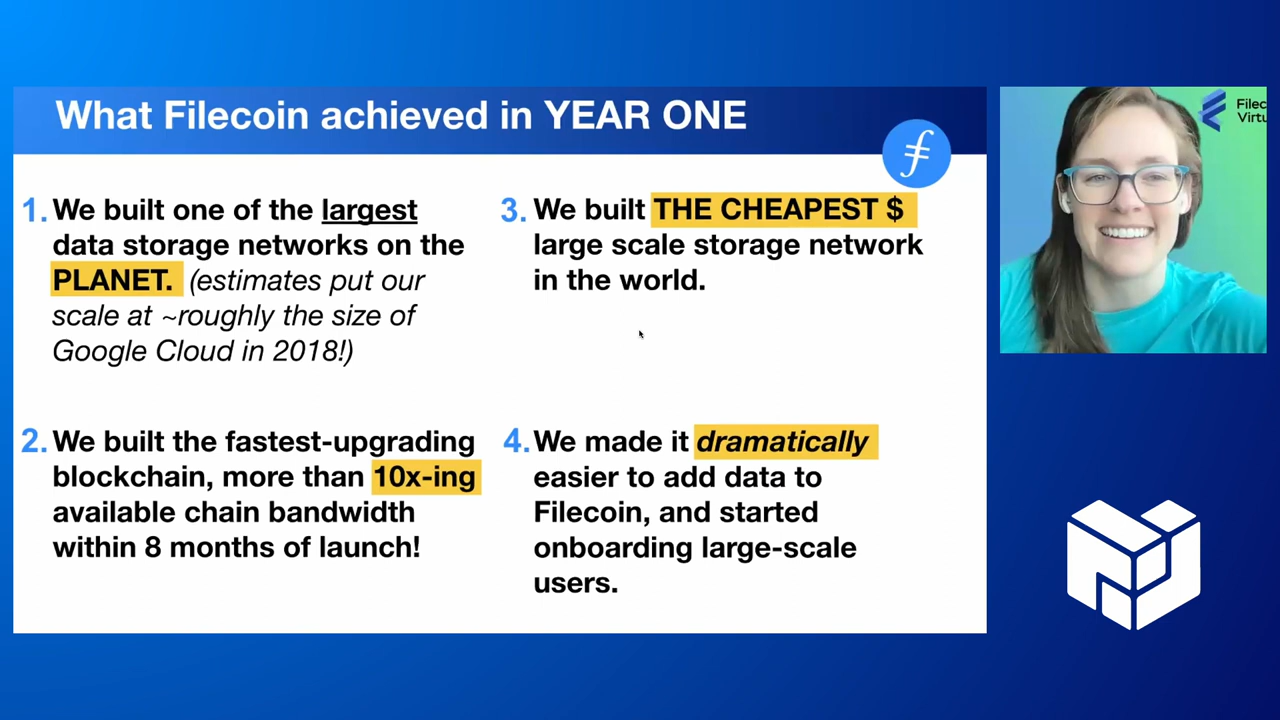 What Filecoin achieved in YEAR ONE
1. We built one of the largest
data storage networks on the
PLANET. (estimates put our
scale at ~roughly the size of
Google Cloud in 2018!)
2. We built the fastest-upgrading
blockchain, more than 10x-ing
available chain bandwidth
within 8 months of launch!
3. We built THE CHEAPEST $
large scale storage network
in the world.
4. We made it dramatically
easier to add data to
Filecoin, and started
onboarding large-scale
users.
Filec
Virtu